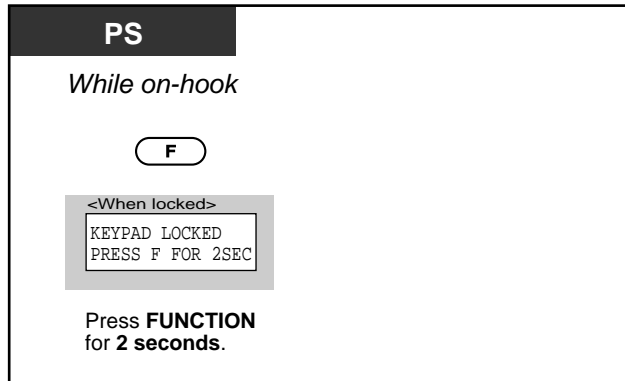 PS
While on-hook
F
<When locked>
KEYPAD LOCKED
PRESS F FOR 2SEC
Press FUNCTION
for 2 seconds.